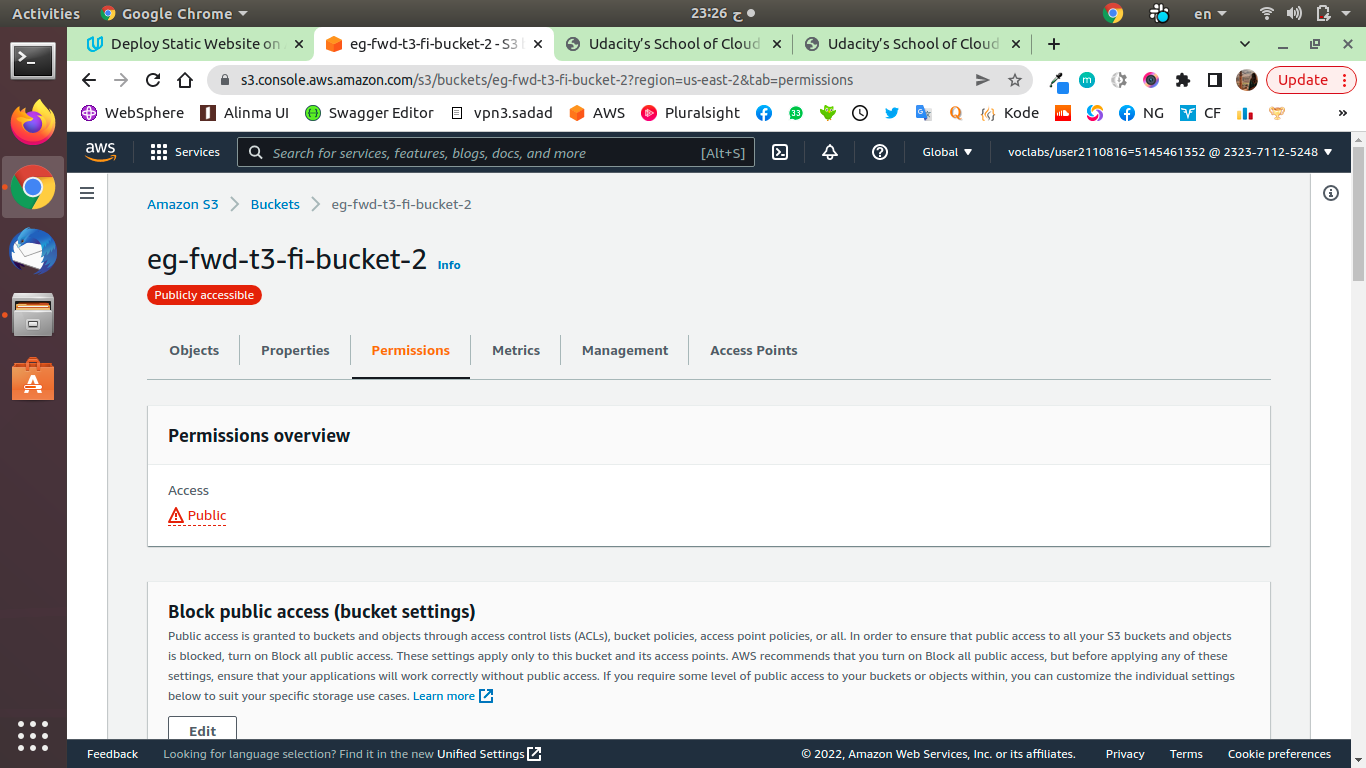 Activities Google Chrome 23:26 ح en
Deploy Static Website on eg-fwd-t3-fi-bucket-2 - S3 Udacity's School of Cloud Udacity's School of Cloud
s3.console.aws.amazon.com/s3/buckets/eg-fwd-t3-fi-bucket-2?region=us-east-2&tab=permissions Update
WebSphere Alinma UI Swagger Editor vpn3.sadad AWS Pluralsight 33 Kode NG CF »
aws Services Search for services, features, blogs, docs, and more [Alt+S] Global voclabs/user2110816=5145461352 @ 2323-7112-5248
Amazon S3 Buckets eg-fwd-t3-fi-bucket-2
eg-fwd-t3-fi-bucket-2 Info
Publicly accessible
Objects Properties Permissions Metrics Management Access Points
Permissions overview
Access
Public
Block public access (bucket settings)
Public access is granted to buckets and objects through access control lists (ACLs), bucket policies, access point policies, or all. In order to ensure that public access to all your S3 buckets and objects
is blocked, turn on Block all public access. These settings apply only to this bucket and its access points. AWS recommends that you turn on Block all public access, but before applying any of these
settings, ensure that your applications will work correctly without public access. If you require some level of public access to your buckets or objects within, you can customize the individual settings
below to suit your specific storage use cases. Learn more
Edit
Feedback Looking for language selection? Find it in the new Unified Settings © 2022, Amazon Web Services, Inc. or its affiliates. Privacy Terms Cookie preferences